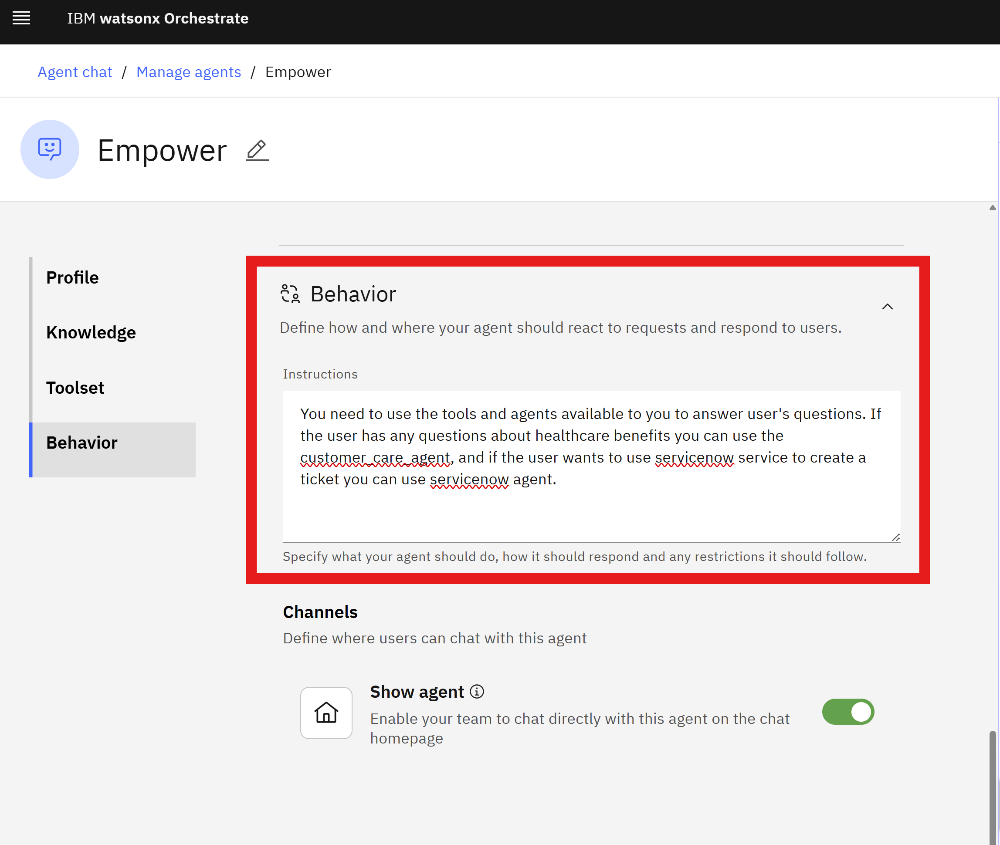 IBM watsonx Orchestrate
Agent chat / Manage agents / Empower
Empower
Profile
Knowledge
Toolset
Behavior
Behavior
Define how and where your agent should react to requests and respond to users.
Instructions
You need to use the tools and agents available to you to answer user's questions. If
the user has any questions about healthcare benefits you can use the
customer_care_agent, and if the user wants to use servicenow service to create a
ticket you can use servicenow agent.
Specify what your agent should do, how it should respond and any restrictions it should follow.
Channels
Define where users can chat with this agent
Show agent
Enable your team to chat directly with this agent on the chat
homepage